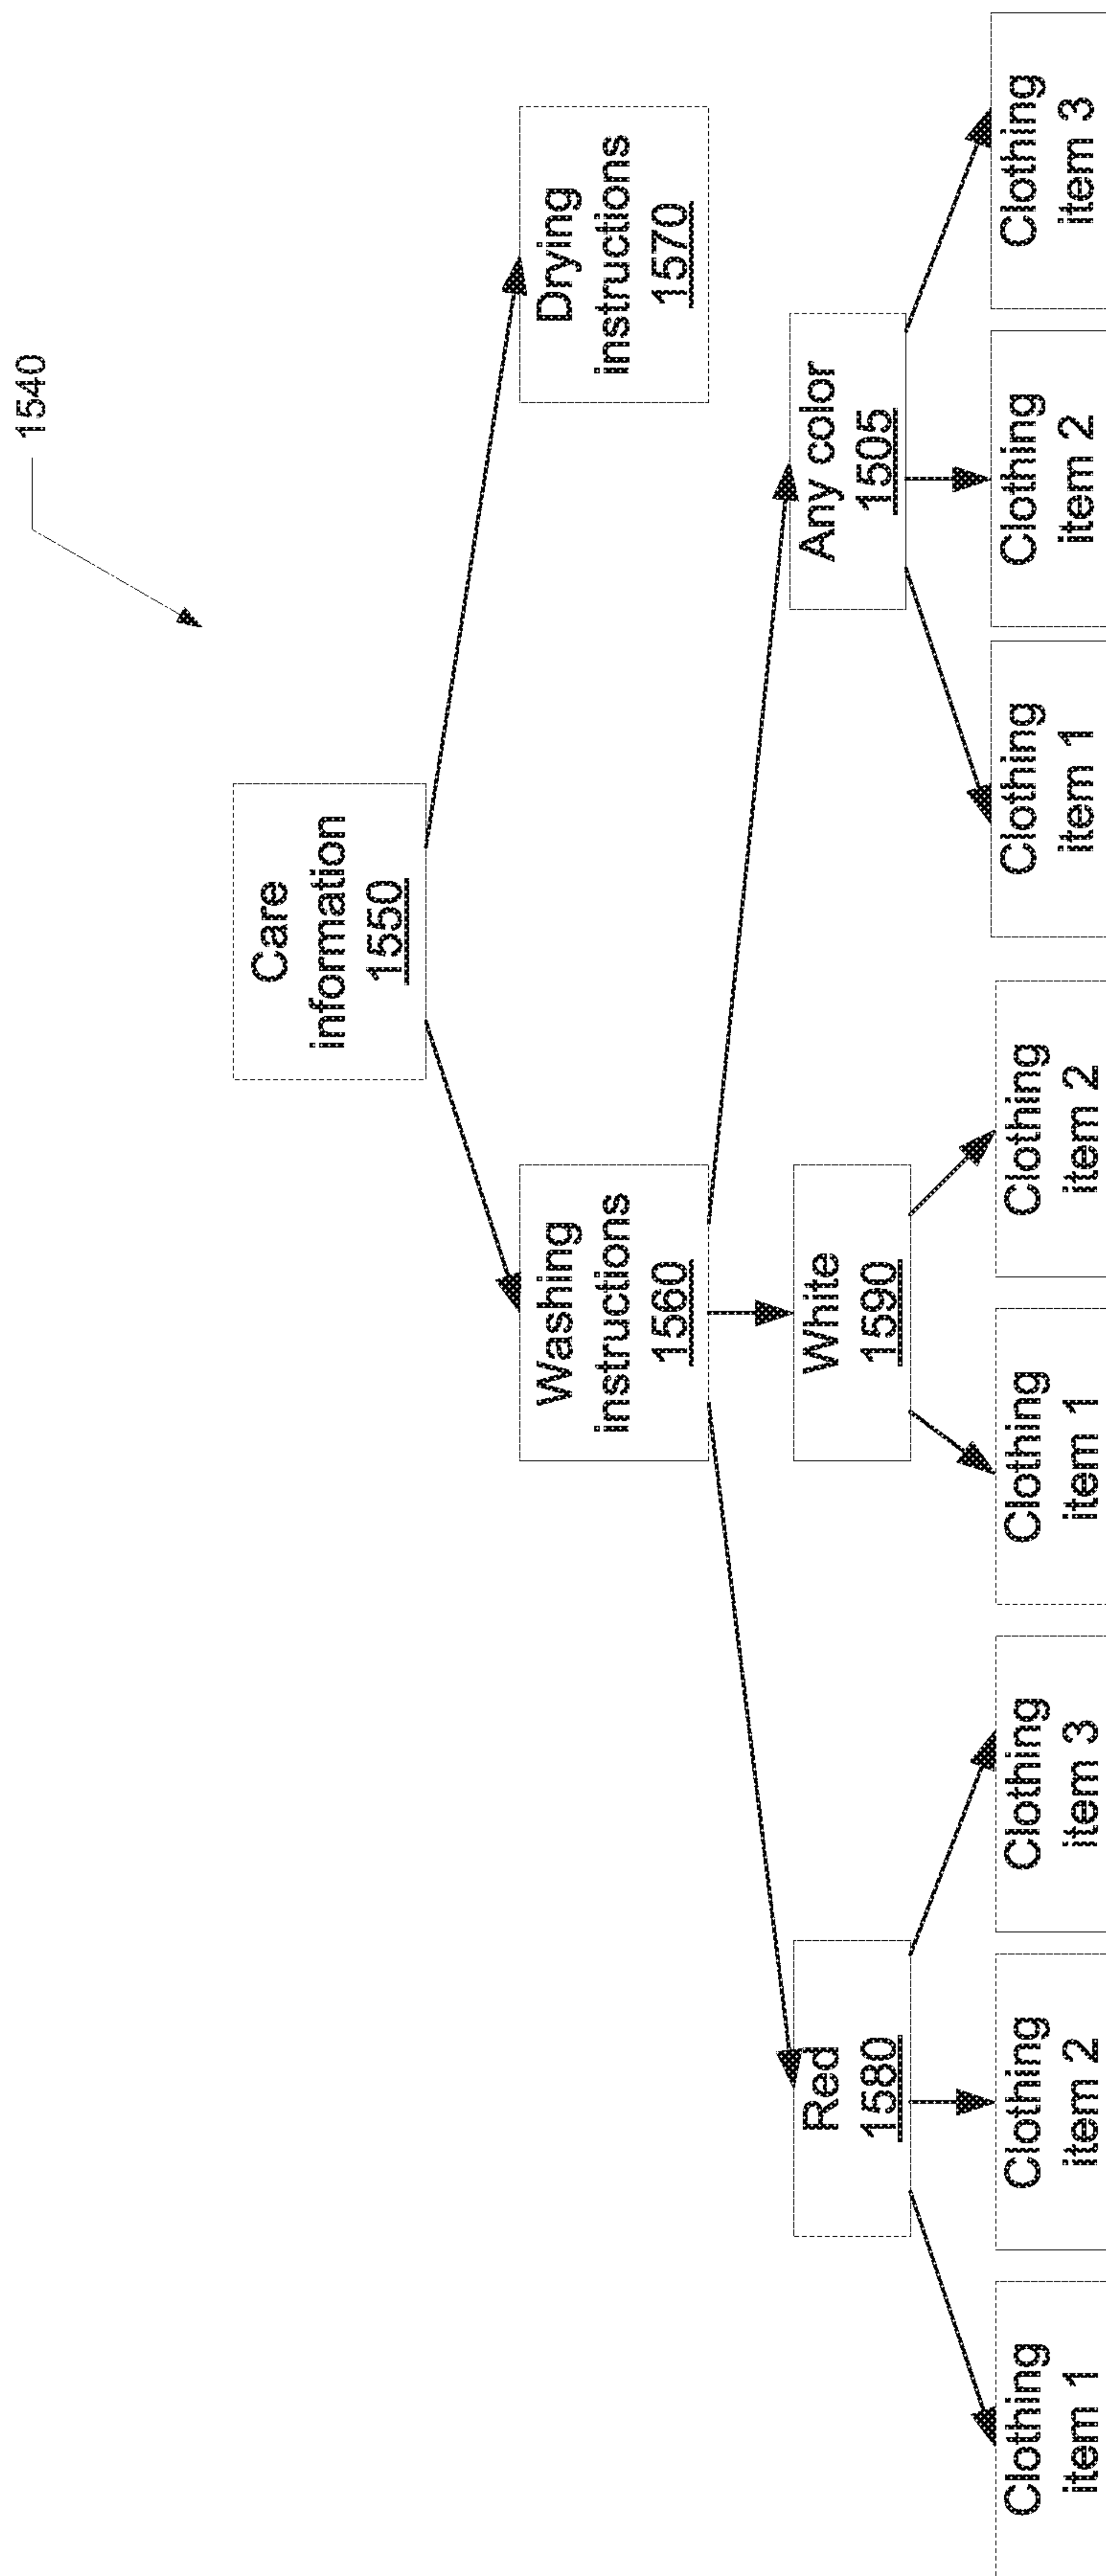 1540
Care
information
1550
Washing
instructions
1560
Drying
instructions
1570
Red
1580
White
1590
Any color
1505
Clothing
item 1
Clothing
item 2
Clothing
item 3
Clothing
item 1
Clothing
item 2
Clothing
item 1
Clothing
item 2
Clothing
item 3